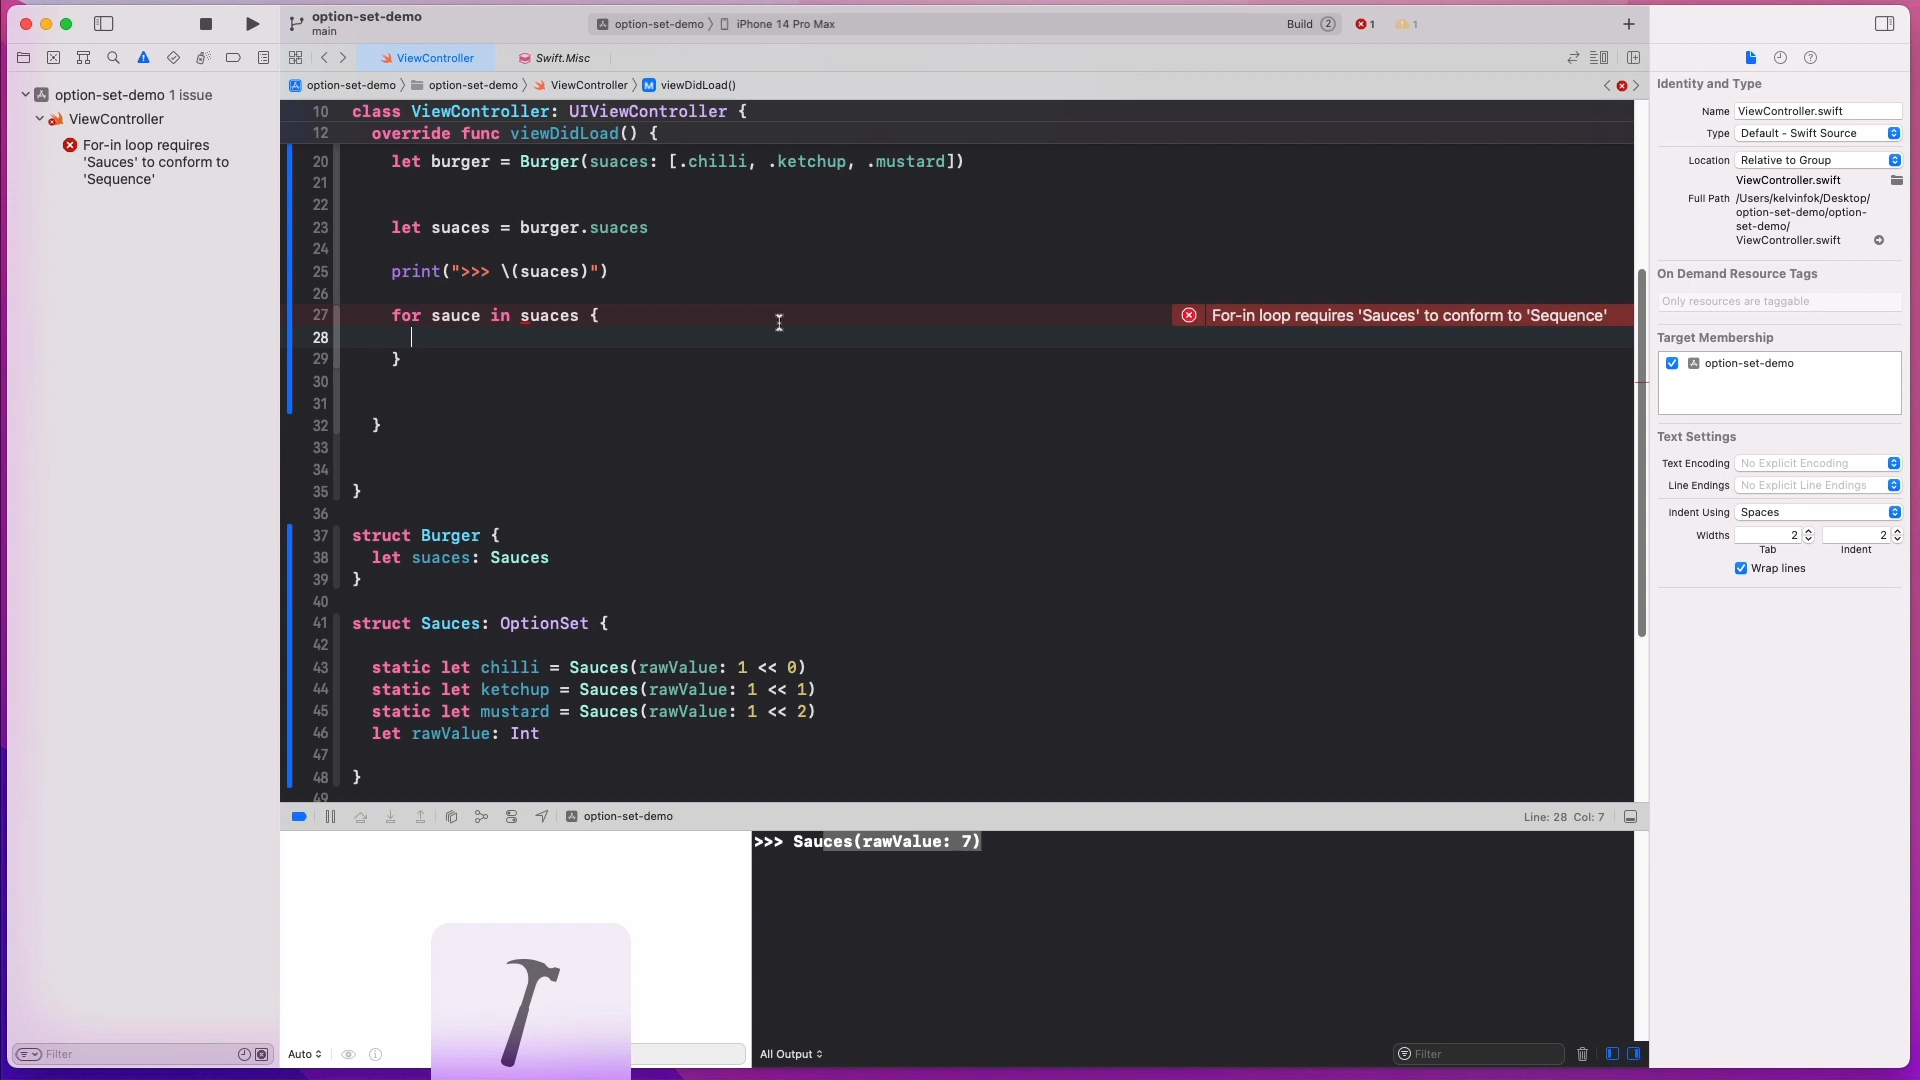 option-set-demo
main
option-set-demo
iPhone 14 Pro Max
Build
2
1
1
ViewController
Swift.Misc
option-set-demo
option-set-demo
ViewController
M
viewDidLoad()
option-set-demo 1 issue
ViewController
For-in loop requires
'Sauces' to conform to
'Sequence'
Filter
10 class ViewController: UIViewController {
12 override func viewDidLoad() {
20 let burger = Burger(suaces: [.chilli, .ketchup, .mustard])
21
22
23 let suaces = burger.suaces
24
25 print(">>> \(suaces)")
26
27 for sauce in suaces {
For-in loop requires 'Sauces' to conform to 'Sequence'
28
29 }
30
31
32 }
33
34
35 }
36
37 struct Burger {
38 let suaces: Sauces
39 }
40
41 struct Sauces: OptionSet {
42
43 static let chilli = Sauces(rawValue: 1 << 0)
44 static let ketchup = Sauces(rawValue: 1 << 1)
45 static let mustard = Sauces(rawValue: 1 << 2)
46 let rawValue: Int
47
48 }
49
option-set-demo
Line: 28 Col: 7
>>> Sauces(rawValue: 7)
Auto
All Output
Filter
Identity and Type
Name ViewController.swift
Type Default - Swift Source
Location Relative to Group
ViewController.swift
Full Path /Users/kelvinfok/Desktop/
option-set-demo/option-
set-demo/
ViewController.swift
On Demand Resource Tags
Only resources are taggable
Target Membership
option-set-demo
Text Settings
Text Encoding No Explicit Encoding
Line Endings No Explicit Line Endings
Indent Using Spaces
Widths 2 2
Tab Indent
Wrap lines